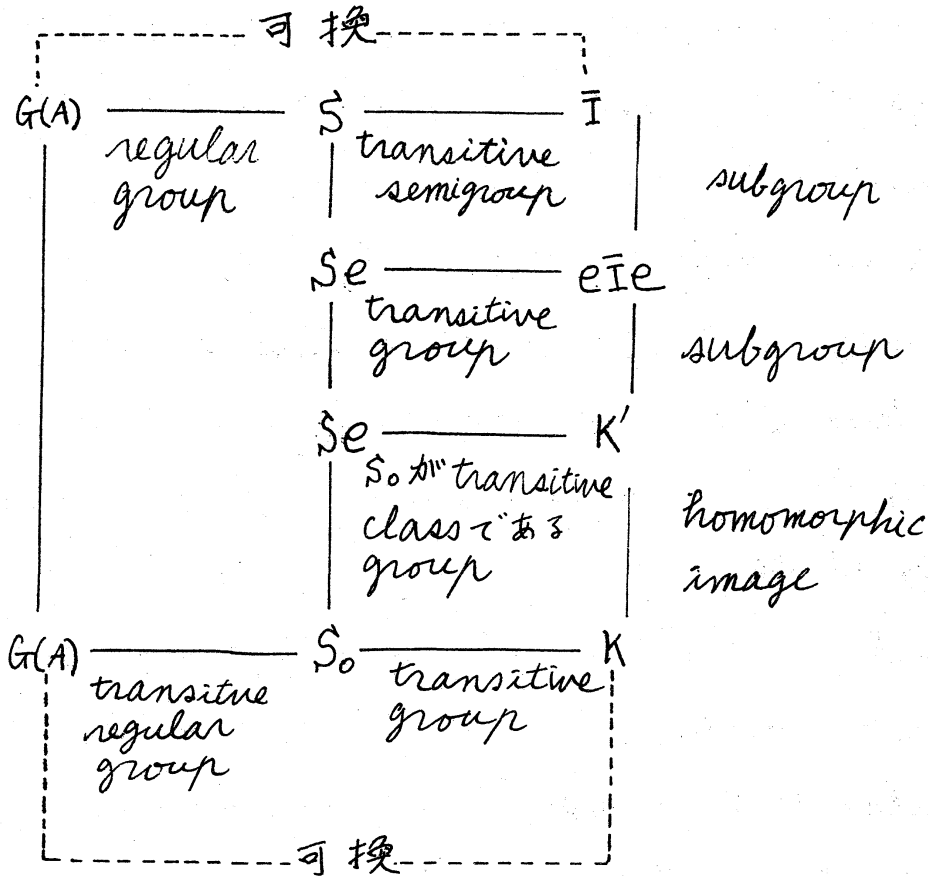 可換
G(A) S Ī
regular
group
transitive
semigroup
subgroup
Se eĪe
transitive
group
subgroup
Se K'
S₀がtransitive
classである
group
homomorphic
image
G(A) S₀ K
transitve
regular
group
transitive
group
可換